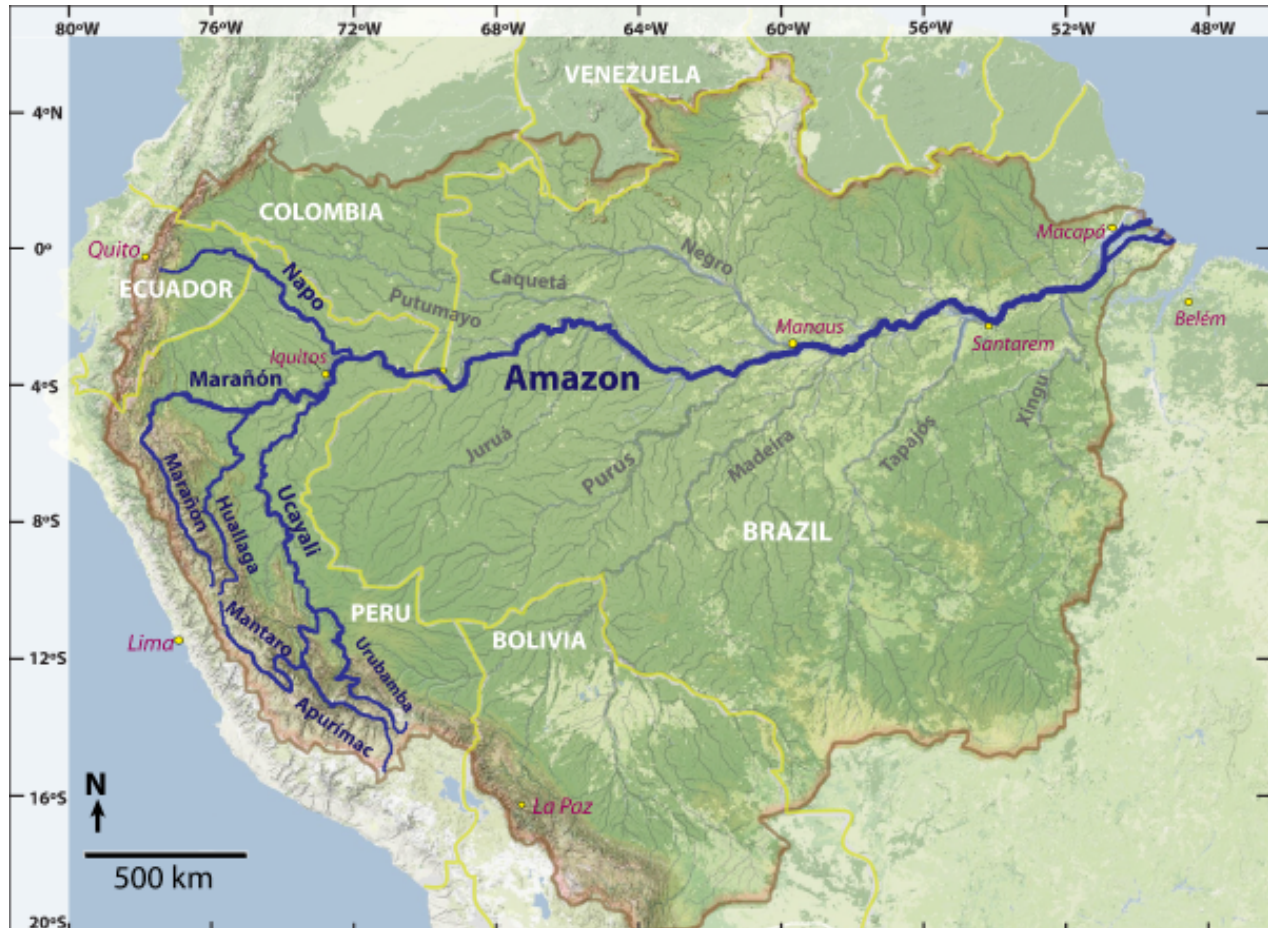 80ºW
76ºW
72ºW
68ºW
64ºW
60ºW
56ºW
52ºW
48ºW
VENEZUELA
4ºN
COLOMBIA
Macapá
Quito
0º
Negro
Napo
Caquetá
ECUADOR
Putumayo
Belém
Manaus
Santarem
Iquitos
Marañón
Amazon
4ºS
Xingu
Juruá
Purus
Madeira
Tapajós
Marañón
Huallaga
Ucayali
8ºS
BRAZIL
PERU
Mantaro
BOLIVIA
Lima
Urubamba
12ºS
Apurímac
N
16ºS
La Paz
500 km
20ºS